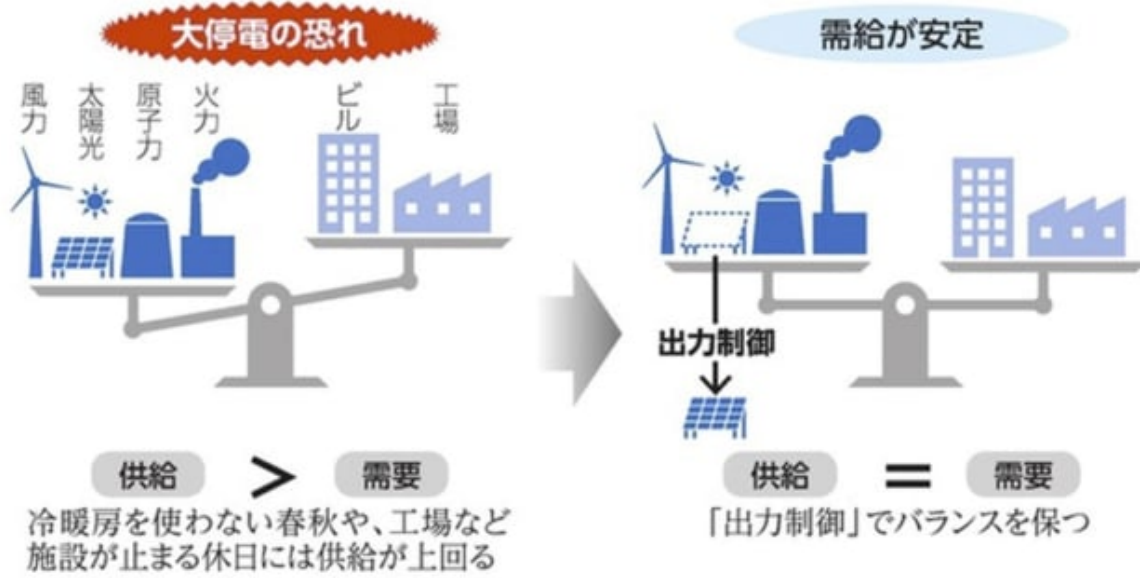 大停電の恐れ
風力
太陽光
原子力
火力
ビル
工場
供給 > 需要
冷暖房を使わない春秋や、工場など
施設が止まる休日には供給が上回る
需給が安定
出力制御
供給 = 需要
「出力制御」でバランスを保つ